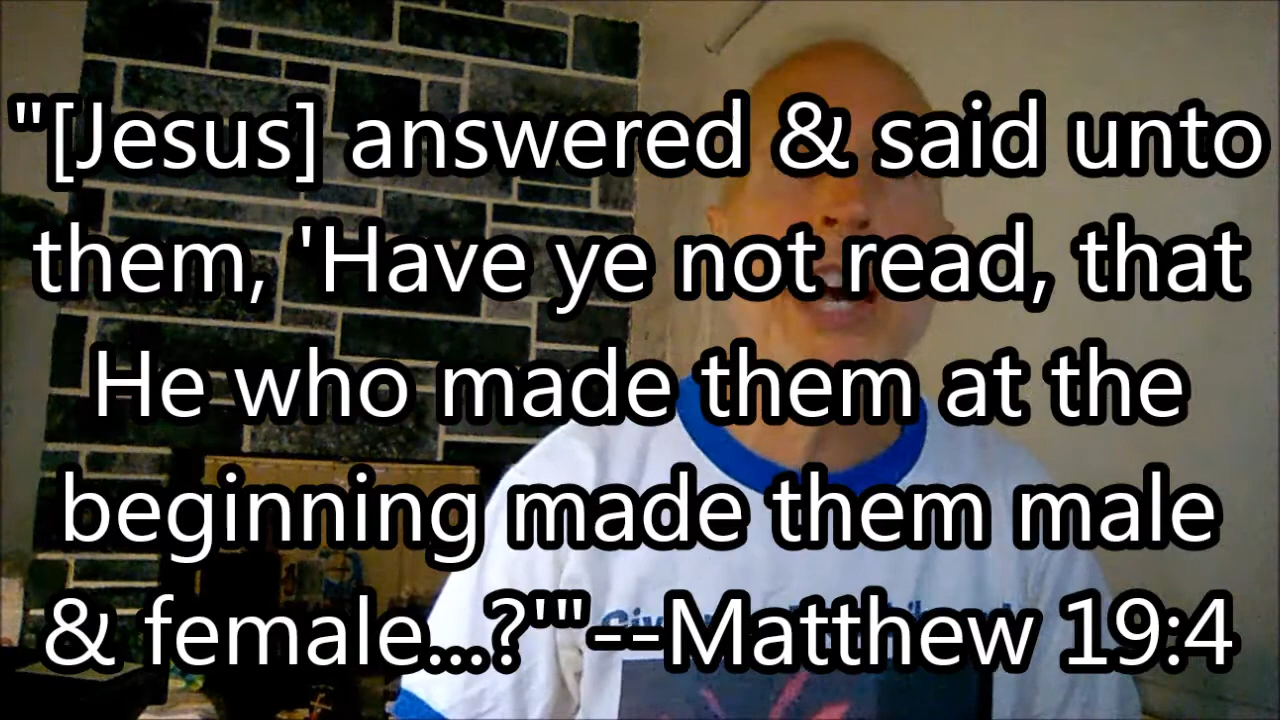 "[Jesus] answered & said unto
them, 'Have ye not read, that
He who made them at the
beginning made them male
& female...?'"--Matthew 19:4